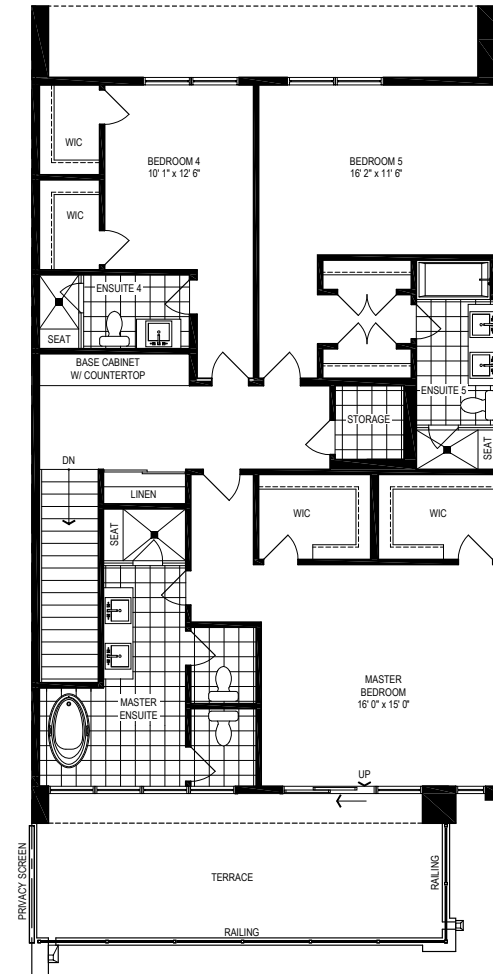 WIC
BEDROOM 4
10' 1" x 12' 6"
BEDROOM 5
16' 2" x 11' 6"
WIC
ENSUITE 4
SEAT
BASE CABINET
W/ COUNTERTOP
ENSUITE 5
STORAGE
SEAT
DN
LINEN
WIC
WIC
SEAT
MASTER
ENSUITE
MASTER
BEDROOM
16' 0" x 15' 0"
UP
PRIVACY SCREEN
TERRACE
RAILING
RAILING